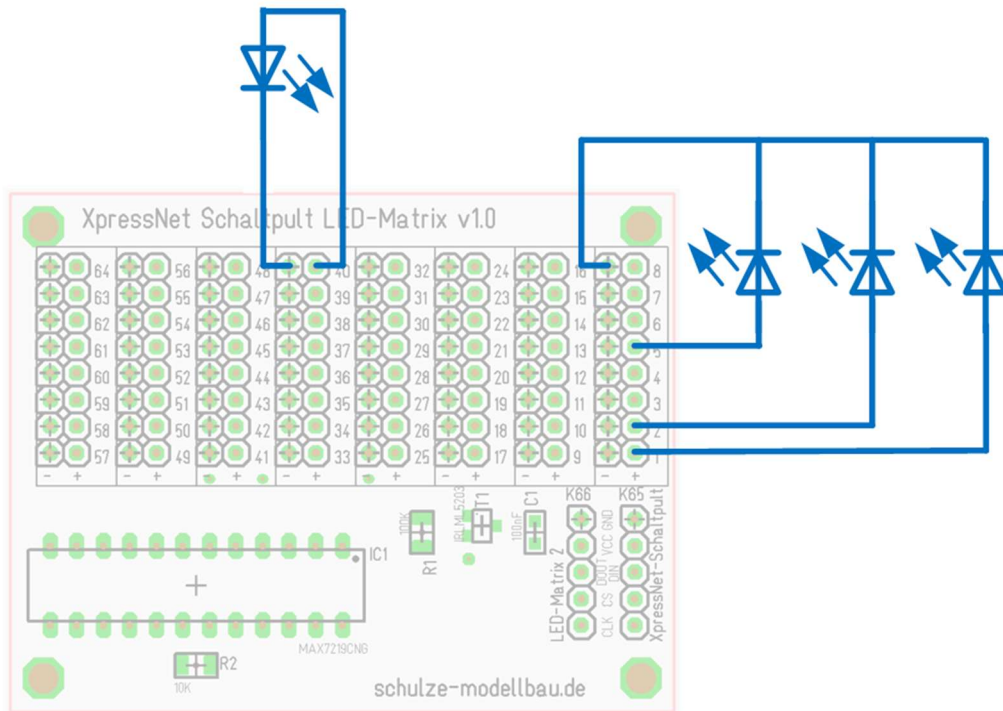 XpressNet Schaltpult LED-Matrix v1.0
64 56 48 40 32 24 16 8
63 55 47 39 31 23 15 7
62 54 46 38 30 22 14 6
61 53 45 37 29 21 13 5
60 52 44 36 28 20 12 4
59 51 43 35 27 19 11 3
58 50 42 34 26 18 10 2
57 49 41 33 25 17 9 1
- + - + - + - + - + - + - + - +
100K
R1
IRLML5203
T1
100nF
C1
K66 K65
LED-Matrix 2
CLK CS DOUT VCC GND
DIN
XpressNet-Schaltpult
IC1
MAX7219CNG
R2
10K
schulze-modellbau.de